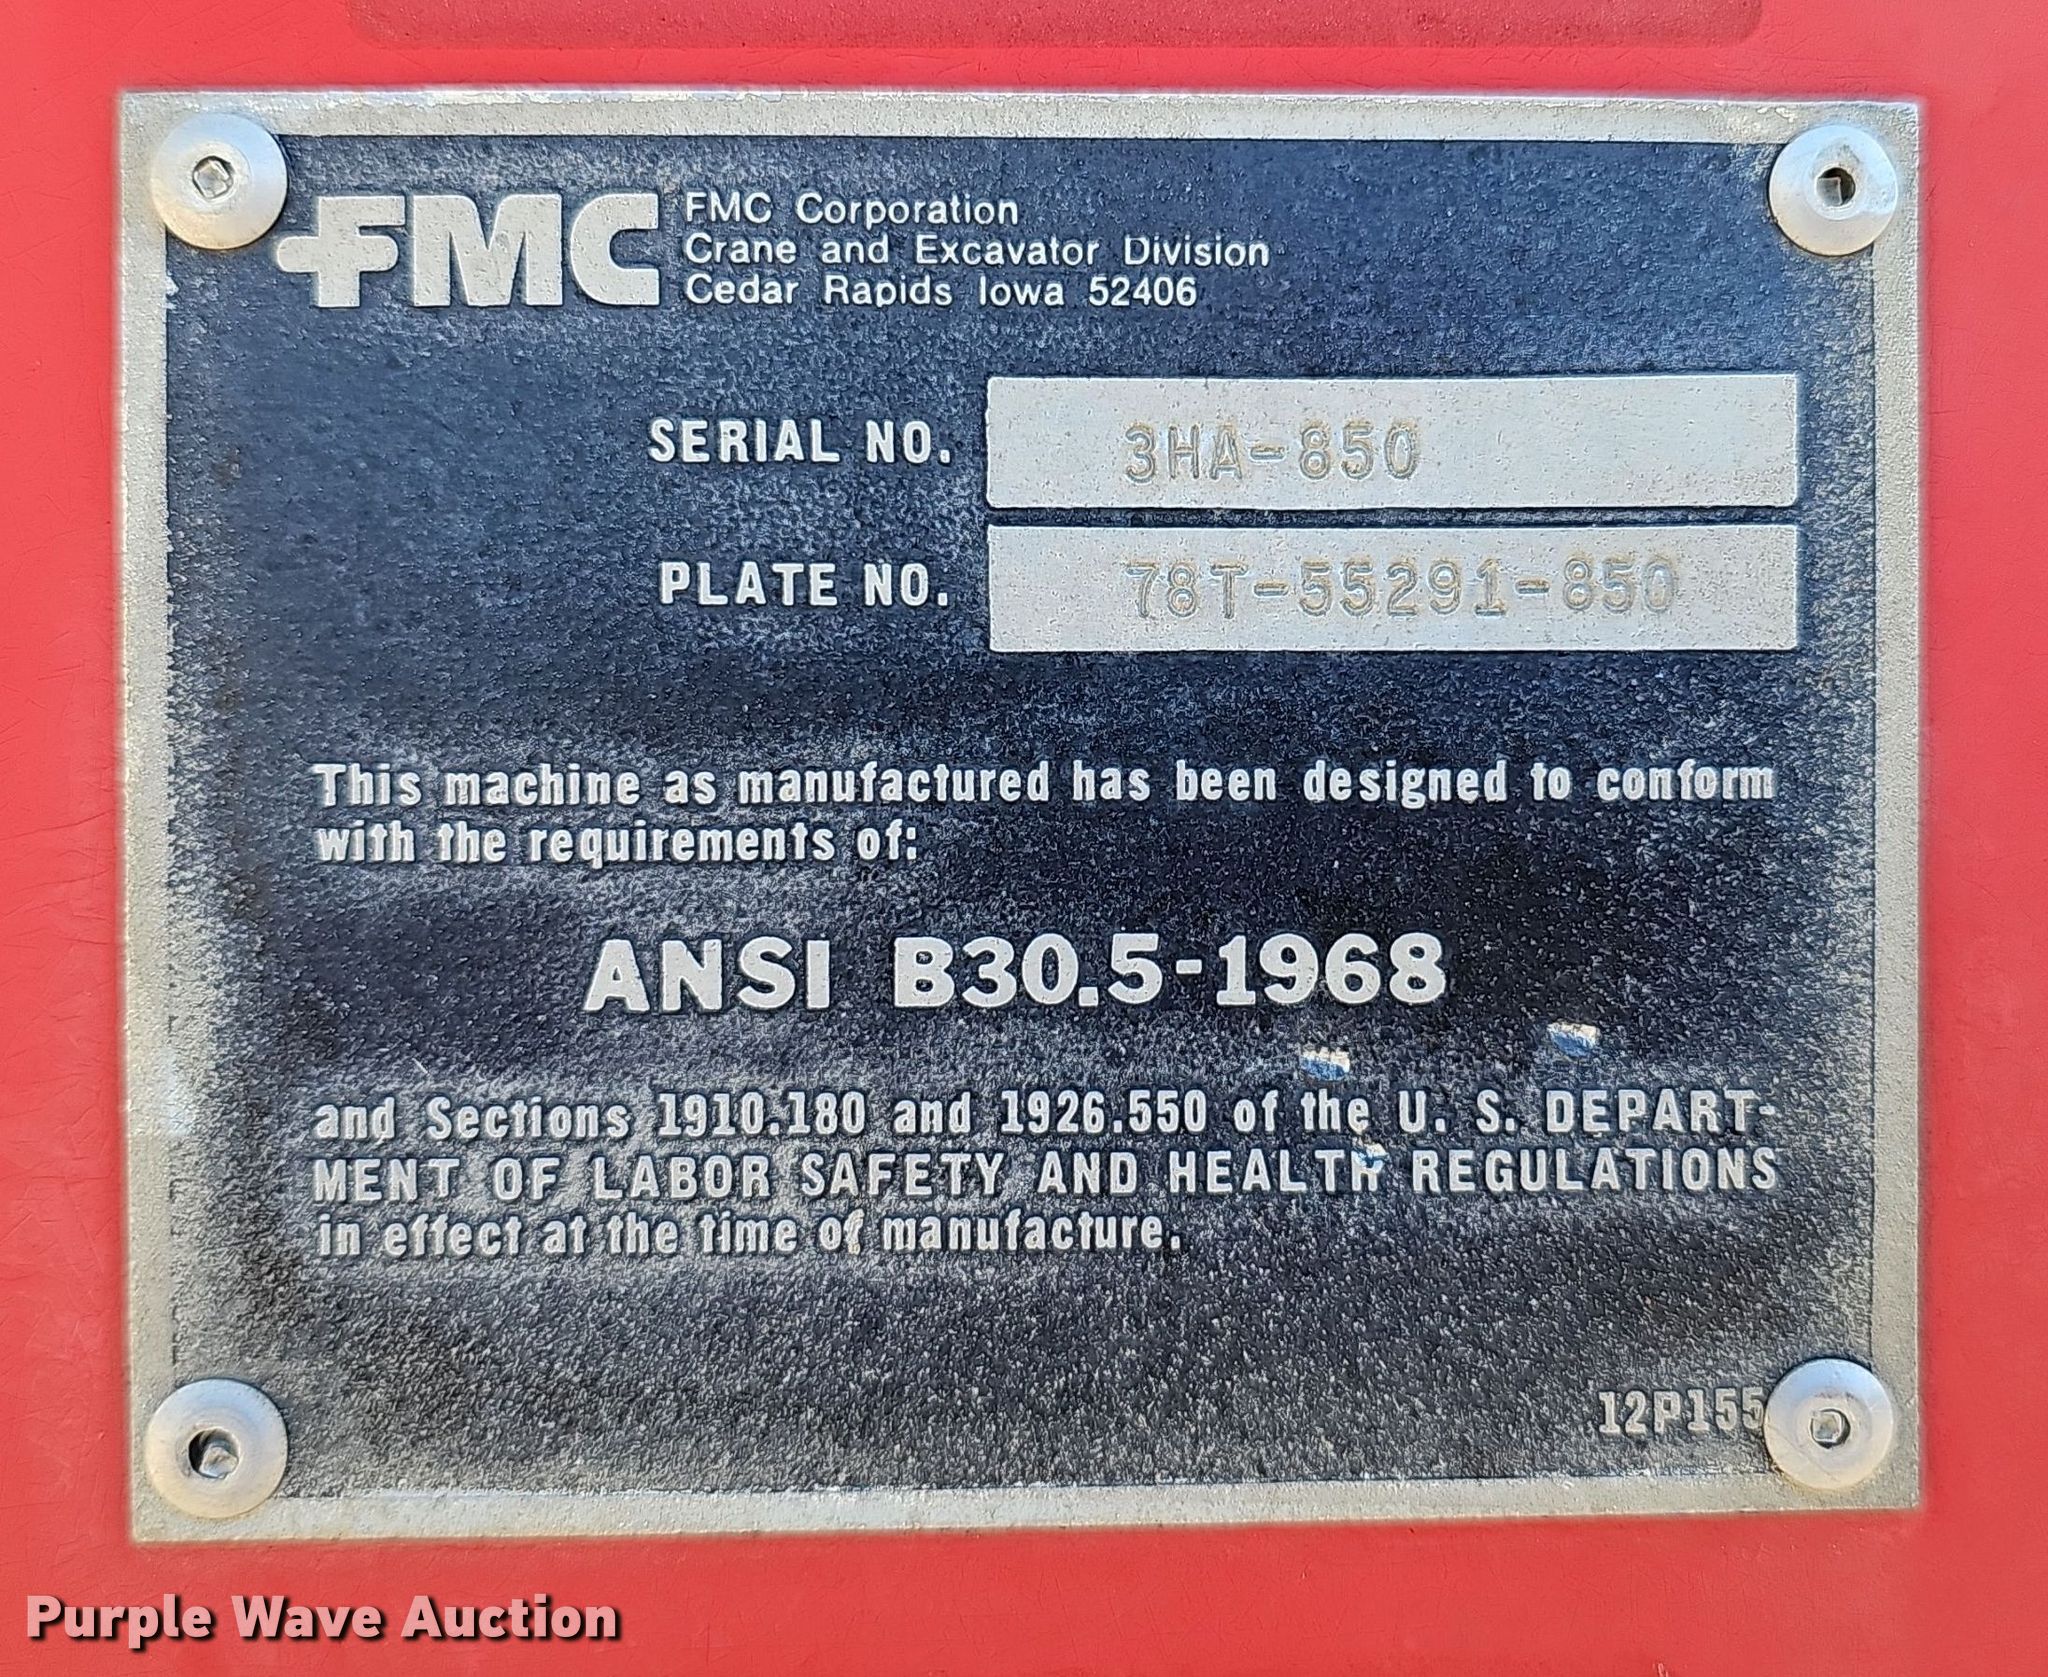 FMC FMC Corporation
Crane and Excavator Division
Cedar Rapids Iowa 52406
SERIAL NO. 3HA-850
PLATE NO. 78T-55291-850
This machine as manufactured has been designed to conform
with the requirements of:
ANSI B30.5-1968
and Sections 1910.180 and 1926.550 of the U. S. DEPART-
MENT OF LABOR SAFETY AND HEALTH REGULATIONS
in effect at the time of manufacture.
12P155
Purple Wave Auction